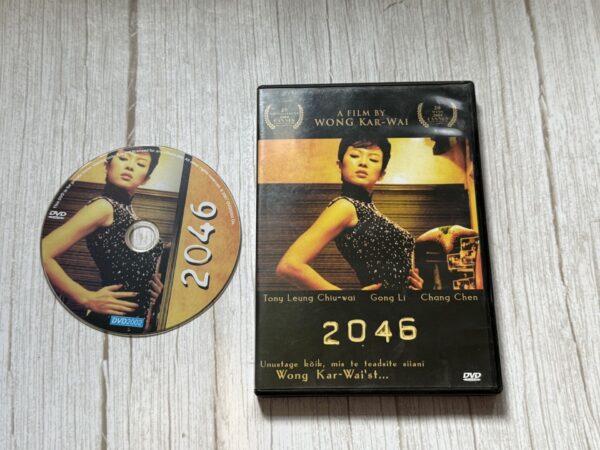 A FILM BY
WONG KAR-WAI
CANNES
Tony Leung Chiu-wai Gong Li Chang Chen
2046
Unustage kõik, mis te teadsite siiani
Wong Kar-Wai'st...
DVD
DVD
2046
DVD2002